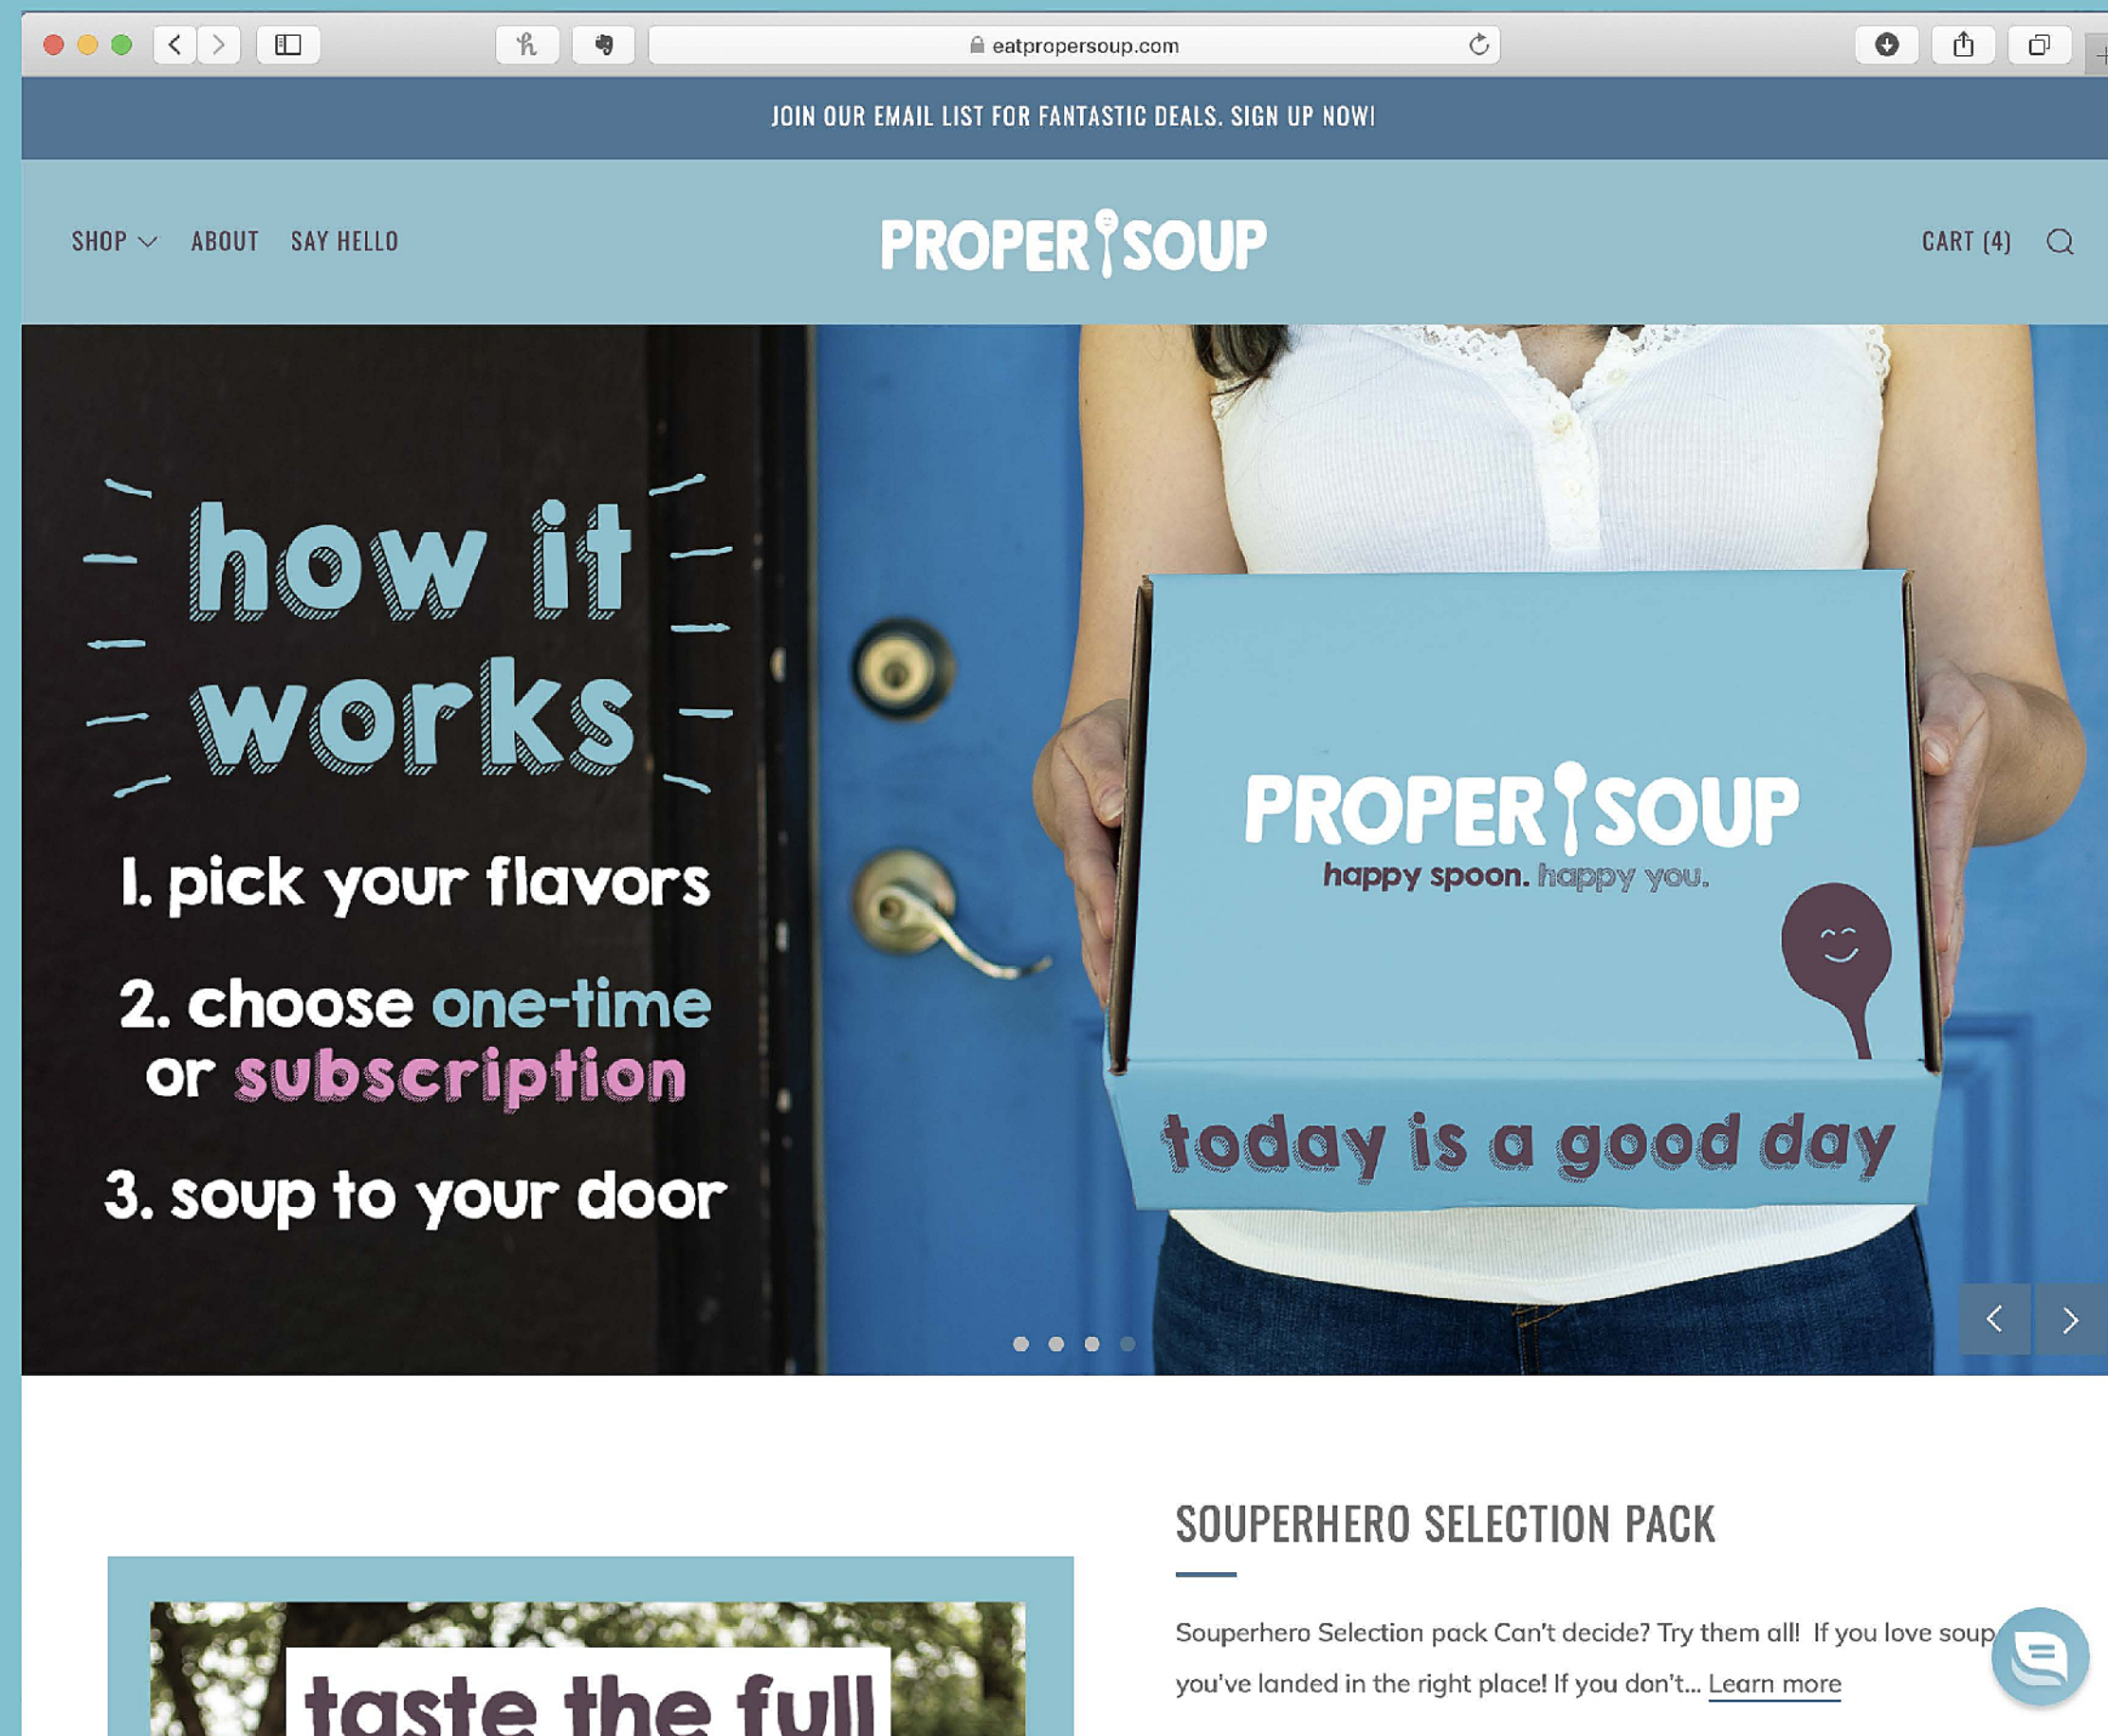 eatpropersoup.com
JOIN OUR EMAIL LIST FOR FANTASTIC DEALS. SIGN UP NOW!
SHOP ABOUT SAY HELLO
PROPER SOUP
CART (4)
how it
works
1. pick your flavors
2. choose one-time
or subscription
3. soup to your door
PROPER SOUP
happy spoon. happy you.
today is a good day
SOUPERHERO SELECTION PACK
Souperhero Selection pack Can't decide? Try them all! If you love soup
you've landed in the right place! If you don't... Learn more
taste the full